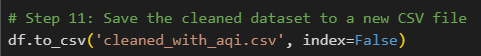 # Step 11: Save the cleaned dataset to a new CSV file
df.to_csv('cleaned_with_aqi.csv', index=False)